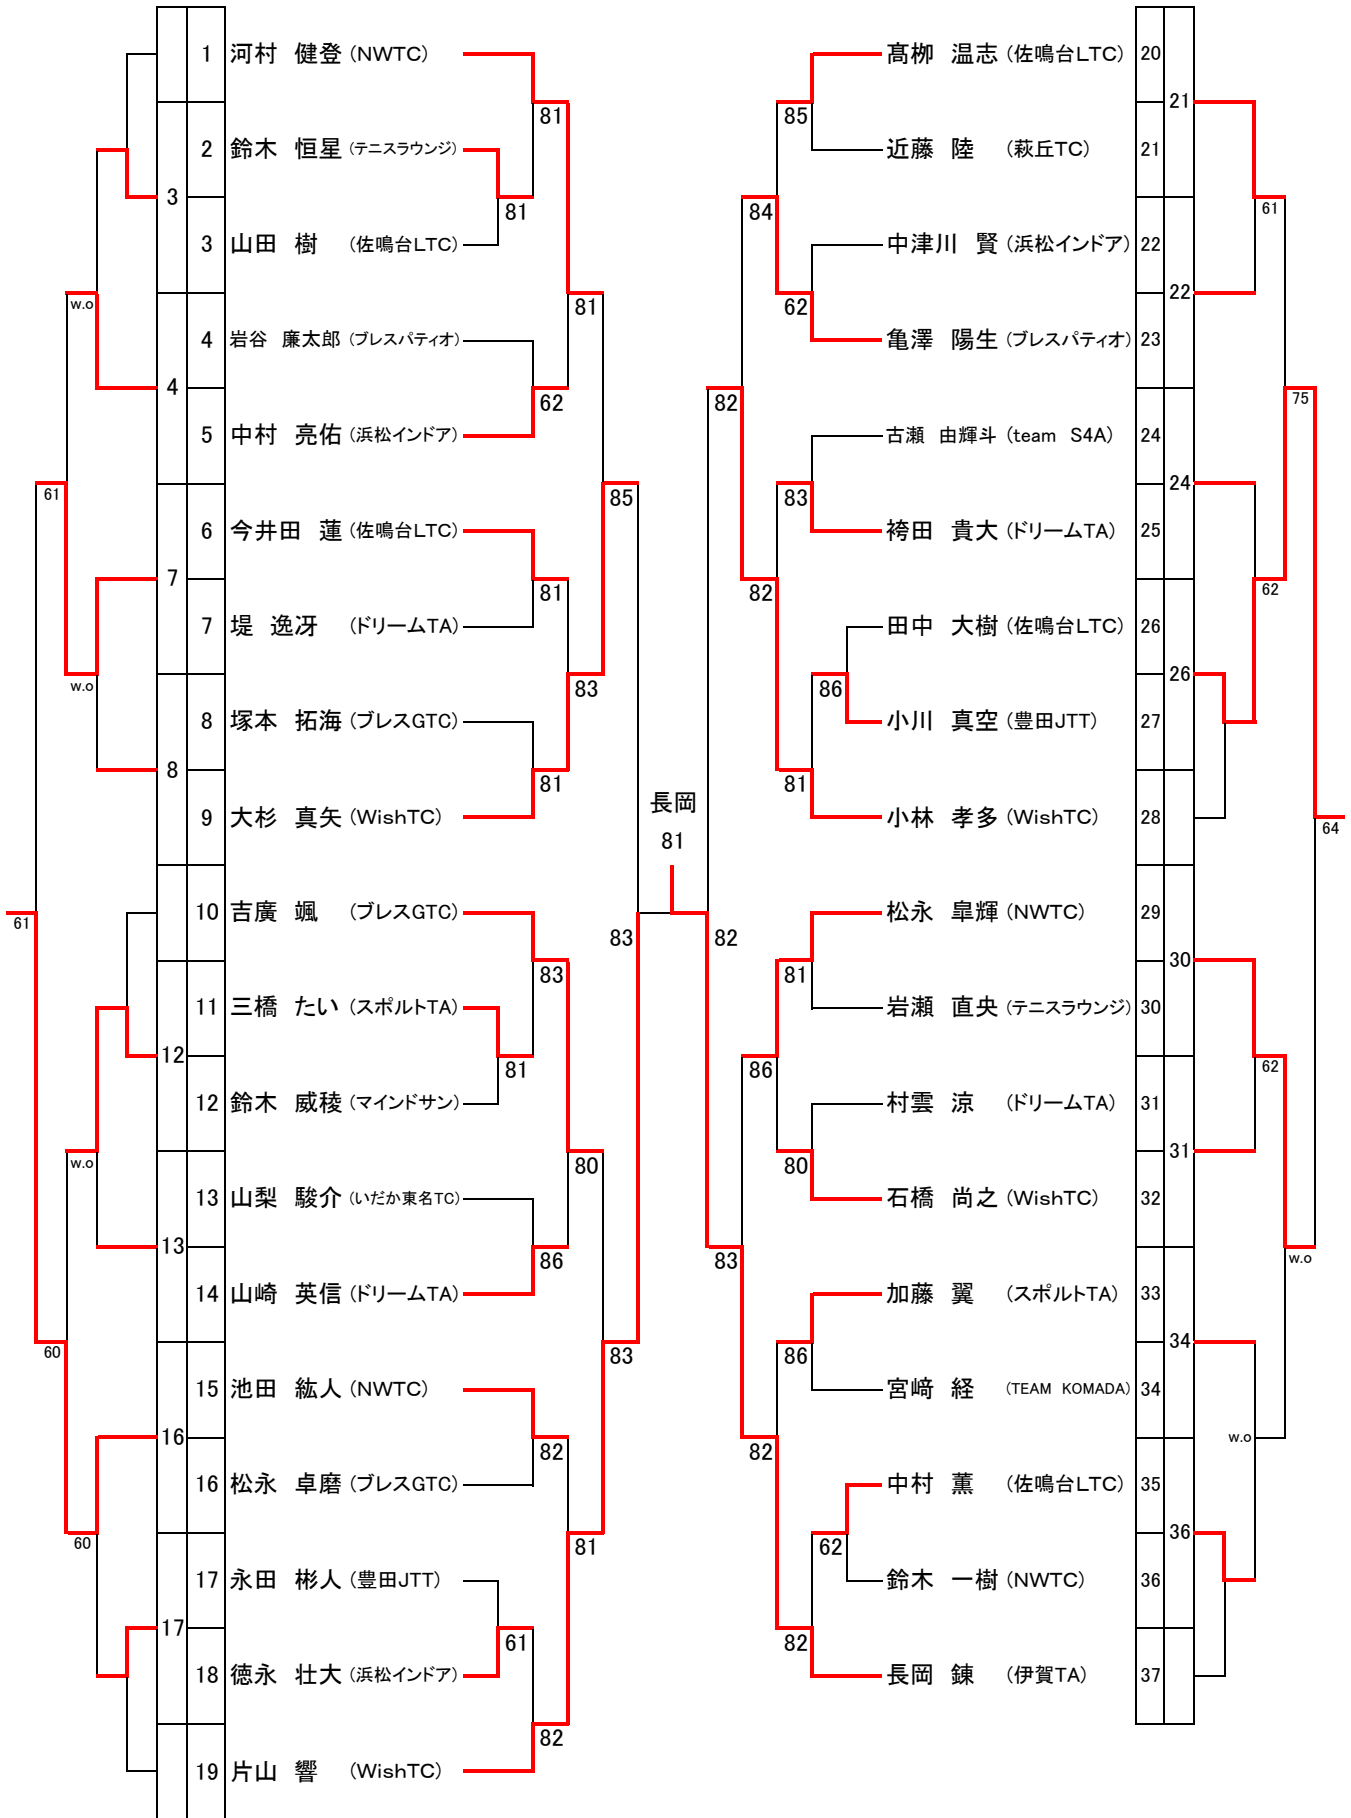 1 河村 健登 (NWTC)
2 鈴木 恒星 (テニスラウンジ)
3 山田 樹 (佐鳴台LTC)
4 岩谷 廉太郎 (ブレスパティオ)
5 中村 亮佑 (浜松インドア)
6 今井田 蓮 (佐鳴台LTC)
7 堤 逸冴 (ドリームTA)
8 塚本 拓海 (ブレスGTC)
9 大杉 真矢 (WishTC)
10 吉廣 颯 (ブレスGTC)
11 三橋 たい (スポルトTA)
12 鈴木 威稜 (マインドサン)
13 山梨 駿介 (いだか東名TC)
14 山崎 英信 (ドリームTA)
15 池田 紘人 (NWTC)
16 松永 卓磨 (ブレスGTC)
17 永田 彬人 (豊田JTT)
18 徳永 壮大 (浜松インドア)
19 片山 響 (WishTC)
3
4
7
8
12
13
16
17
w.o
w.o
w.o
60
61
60
61
81
81
62
81
81
83
81
82
61
86
82
81
83
80
81
85
83
83
長岡
81
髙栁 温志 (佐鳴台LTC) 20
近藤 陸 (萩丘TC) 21
中津川 賢 (浜松インドア) 22
亀澤 陽生 (ブレスパティオ) 23
古瀬 由輝斗 (team S4A) 24
袴田 貴大 (ドリームTA) 25
田中 大樹 (佐鳴台LTC) 26
小川 真空 (豊田JTT) 27
小林 孝多 (WishTC) 28
松永 皐輝 (NWTC) 29
岩瀬 直央 (テニスラウンジ) 30
村雲 涼 (ドリームTA) 31
石橋 尚之 (WishTC) 32
加藤 翼 (スポルトTA) 33
宮﨑 経 (TEAM KOMADA) 34
中村 薫 (佐鳴台LTC) 35
鈴木 一樹 (NWTC) 36
長岡 錬 (伊賀TA) 37
85
62
83
86
81
81
80
86
62
82
84
82
86
82
82
83
82
21
22
24
26
30
31
34
36
61
62
62
w.o
75
w.o
64